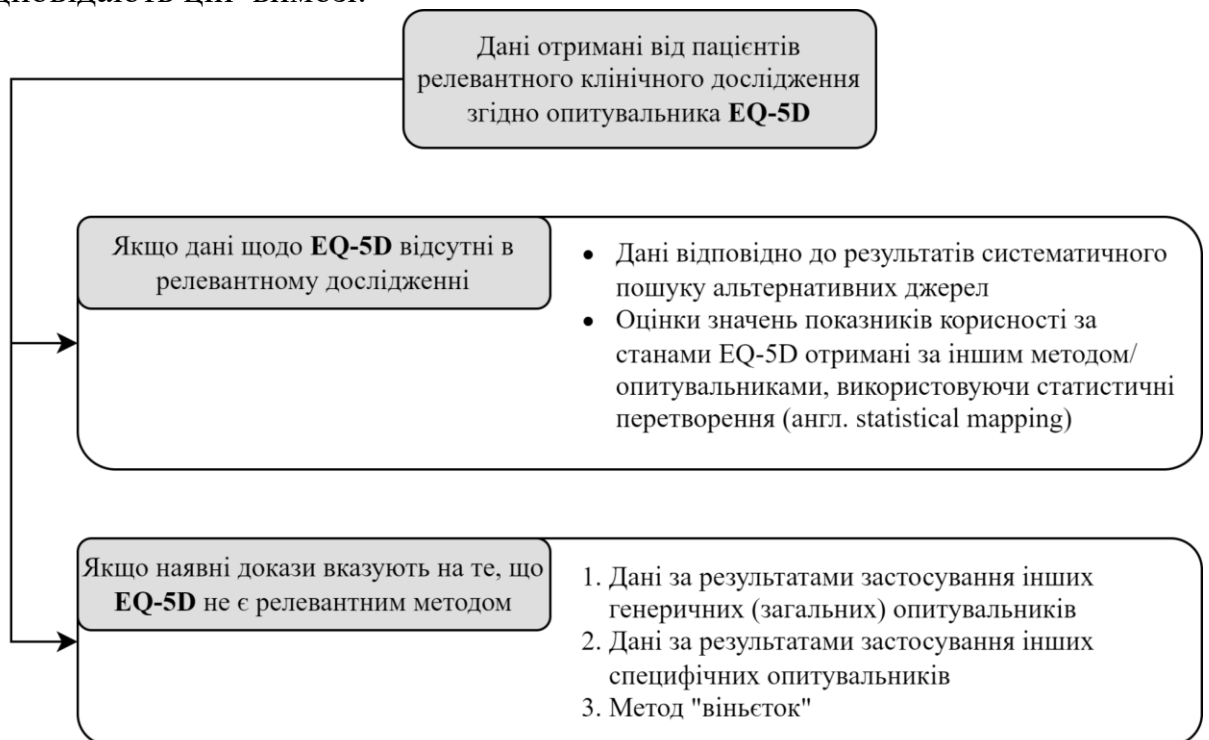 вимозі.
Дані отримані від пацієнтів
релевантного клінічного дослідження
згідно опитувальника EQ-5D
Якщо дані щодо EQ-5D відсутні в
релевантному дослідженні
• Дані відповідно до результатів систематичного
пошуку альтернативних джерел
• Оцінки значень показників корисності за
станами EQ-5D отримані за іншим методом/
опитувальниками, використовуючи статистичні
перетворення (англ. statistical mapping)
Якщо наявні докази вказують на те, що
EQ-5D не є релевантним методом
1. Дані за результатами застосування інших
генеричних (загальних) опитувальників
2. Дані за результатами застосування інших
специфічних опитувальників
3. Метод "віньєток"